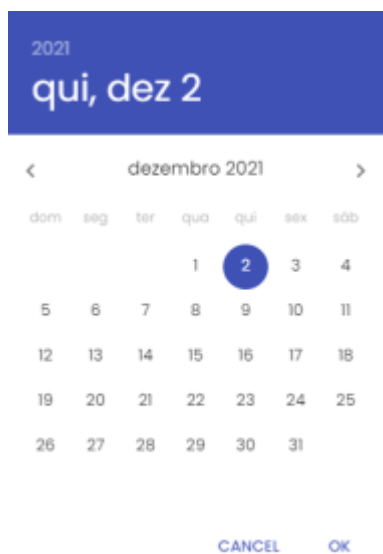 2021
qui, dez 2
dezembro 2021
dom seg ter qua qui sex sáb
1 2 3 4
5 6 7 8 9 10 11
12 13 14 15 16 17 18
19 20 21 22 23 24 25
26 27 28 29 30 31
CANCEL OK